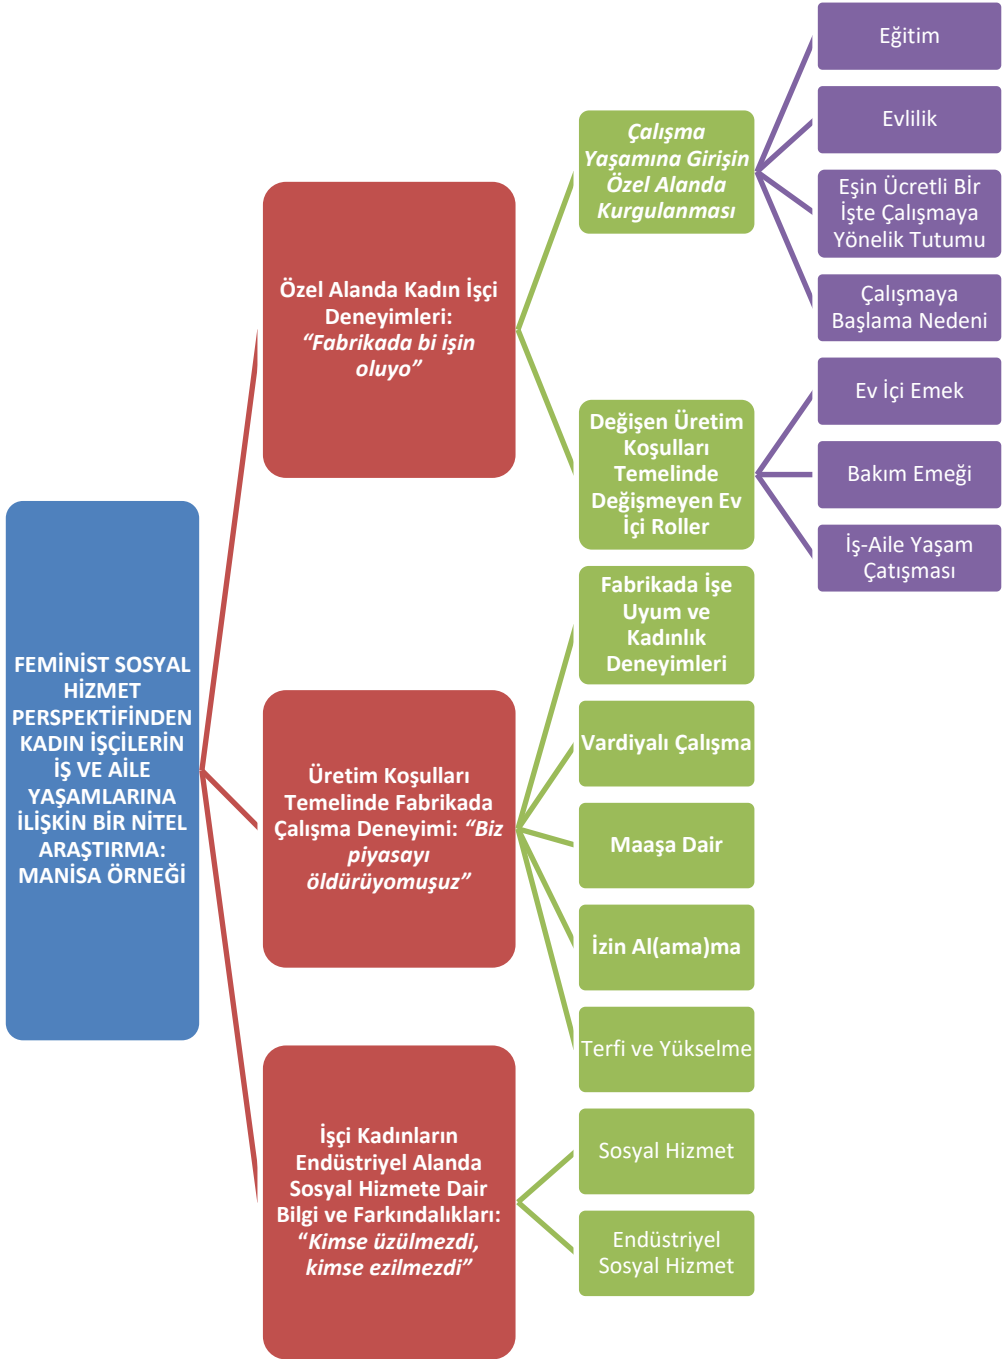 FEMİNİST SOSYAL
HİZMET
PERSPEKTİFİNDEN
KADIN İŞÇİLERİN
İŞ VE AİLE
YAŞAMLARINA
İLİŞKİN BİR NİTEL
ARAŞTIRMA:
MANİSA ÖRNEĞİ
Özel Alanda Kadın İşçi
Deneyimleri:
“Fabrikada bi işin
oluyo”
Çalışma
Yaşamına Girişin
Özel Alanda
Kurgulanması
Eğitim
Evlilik
Eşin Ücretli Bİr
İşte Çalışmaya
Yönelik Tutumu
Çalışmaya
Başlama Nedeni
Değişen Üretim
Koşulları
Temelinde
Değişmeyen Ev
İçi Roller
Ev İçi Emek
Bakım Emeği
İş-Aile Yaşam
Çatışması
Üretim Koşulları
Temelinde Fabrikada
Çalışma Deneyimi: “Biz
piyasayı
öldürüyomuşuz”
Fabrikada İşe
Uyum ve
Kadınlık
Deneyimleri
Vardiyalı Çalışma
Maaşa Dair
İzin Al(ama)ma
Terfi ve Yükselme
İşçi Kadınların
Endüstriyel Alanda
Sosyal Hizmete Dair
Bilgi ve Farkındalıkları:
“Kimse üzülmezdi,
kimse ezilmezdi”
Sosyal Hizmet
Endüstriyel
Sosyal Hizmet